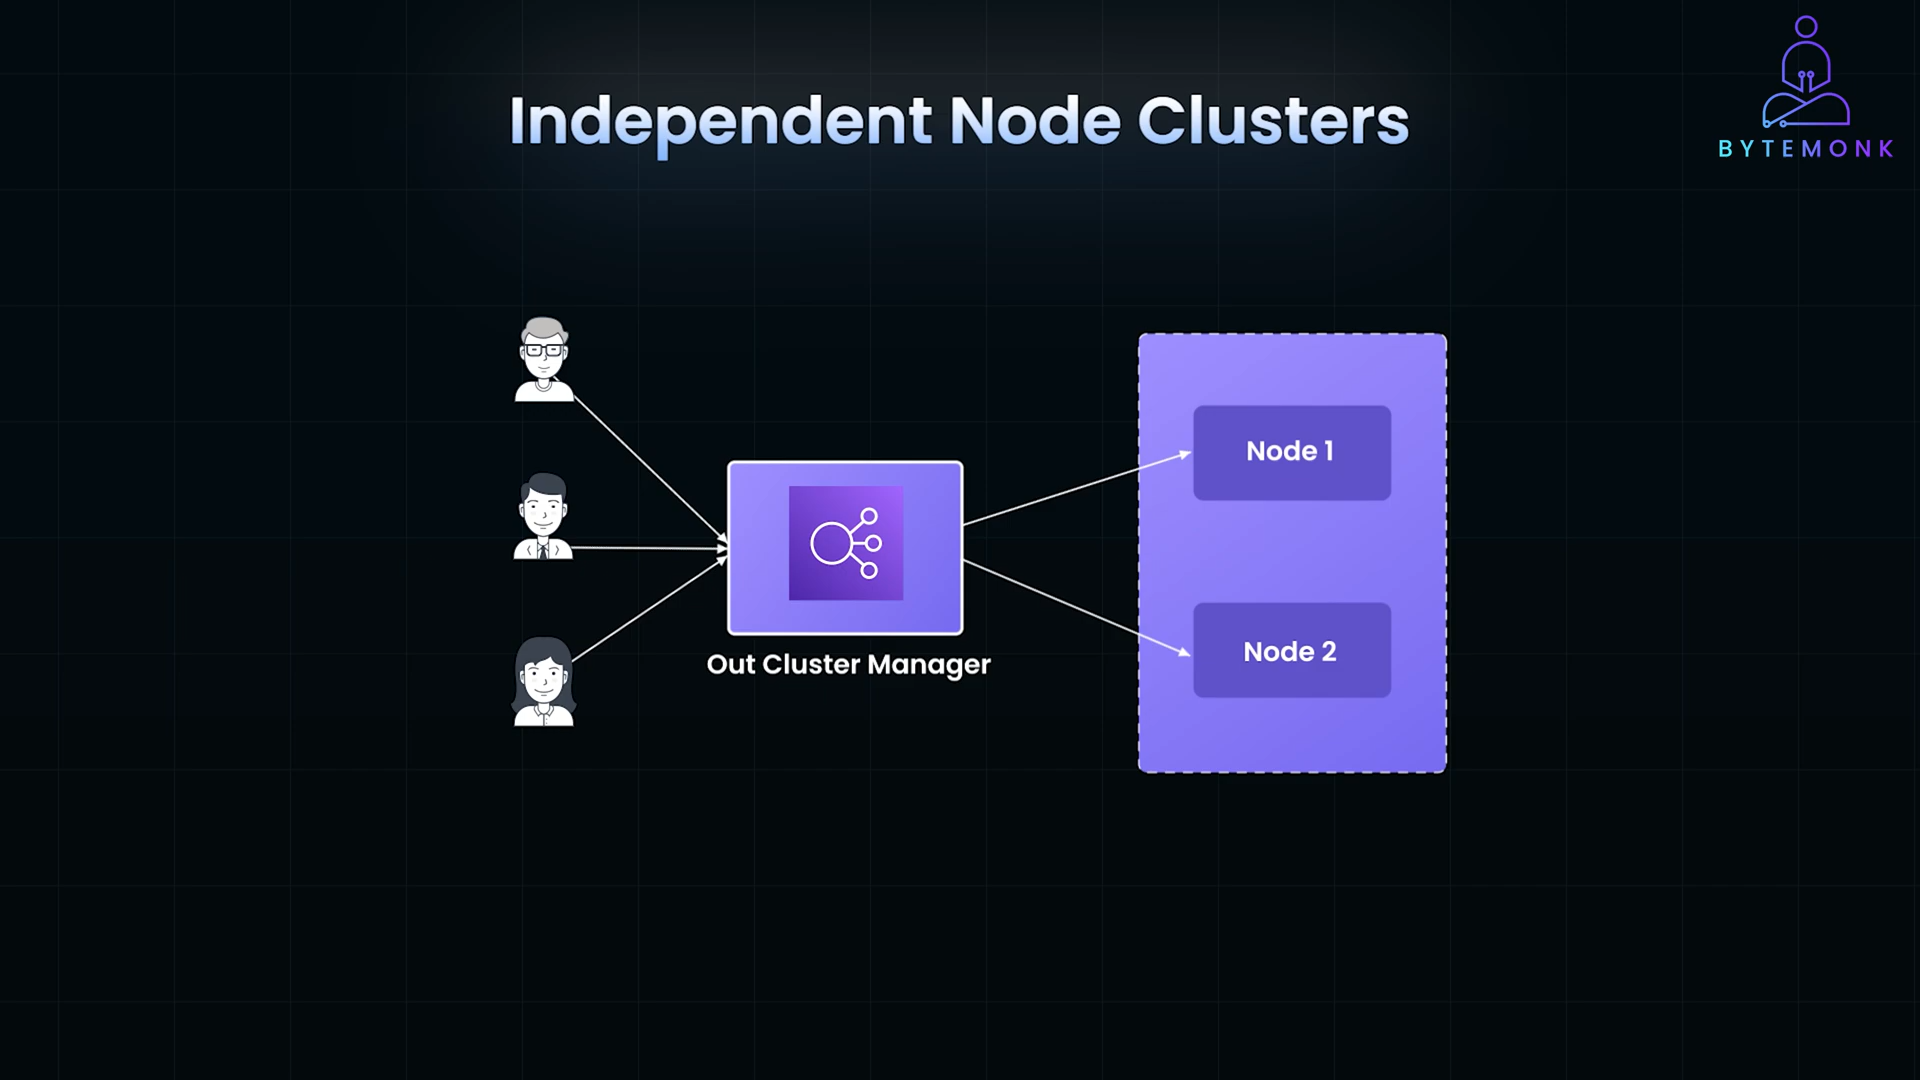 Independent Node Clusters
BYTEMONK
Node 1
Out Cluster Manager
Node 2